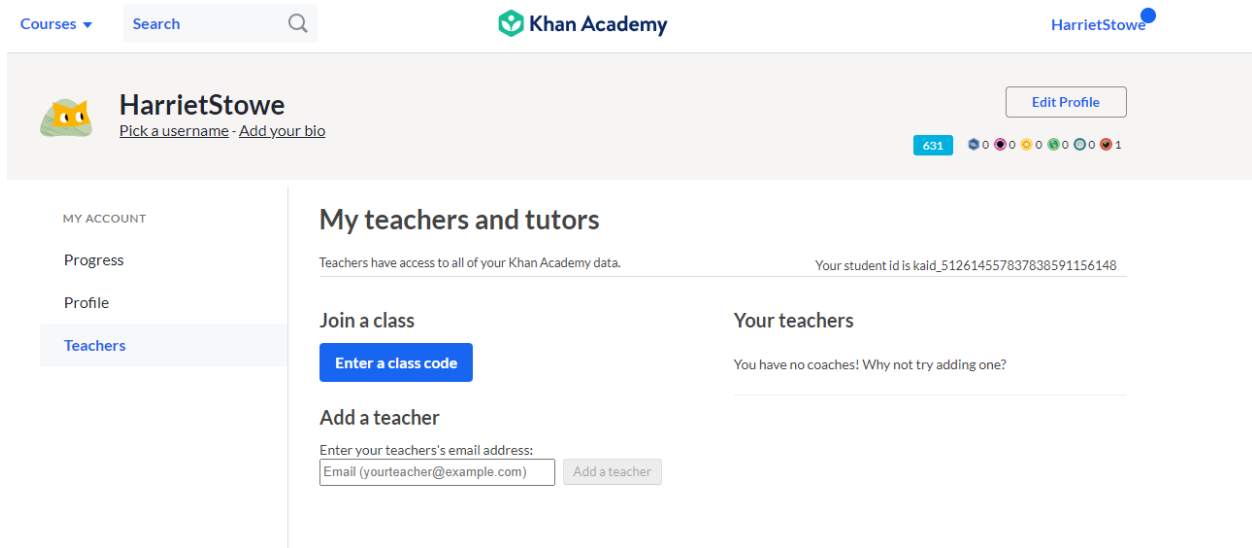 Courses
Search
Khan Academy
HarrietStowe
HarrietStowe
Pick a username - Add your bio
Edit Profile
631 0 0 0 0 0 1
MY ACCOUNT
Progress
Profile
Teachers
My teachers and tutors
Teachers have access to all of your Khan Academy data.
Your student id is kaid_512614557837838591156148
Join a class
Enter a class code
Add a teacher
Enter your teachers's email address:
Email (yourteacher@example.com)
Add a teacher
Your teachers
You have no coaches! Why not try adding one?